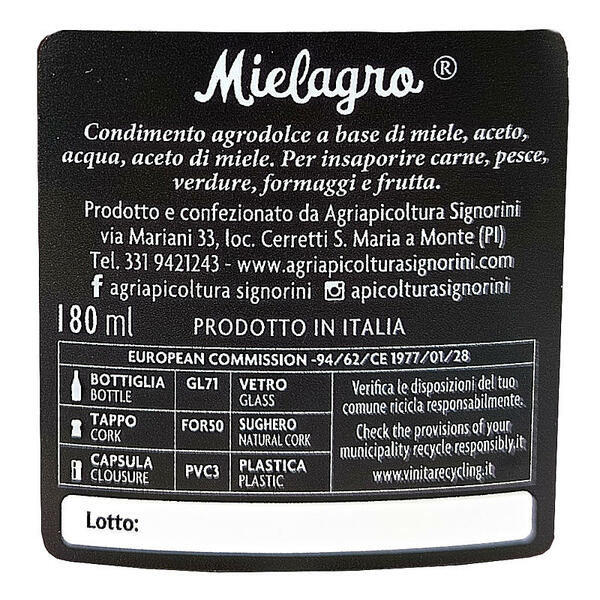 Mielagro ®
Condimento agrodolce a base di miele, aceto,
acqua, aceto di miele. Per insaporire carne, pesce,
verdure, formaggi e frutta.
Prodotto e confezionato da Agriapicoltura Signorini
via Mariani 33, loc. Cerretti S. Maria a Monte (PI)
Tel. 331 9421243 - www.agriapicolturasignorini.com
f agriapicoltura signorini apicolturasignorini
180 ml PRODOTTO IN ITALIA
EUROPEAN COMMISSION -94/62/CE 1977/01/28
BOTTIGLIA GL71 VETRO
BOTTLE GLASS
TAPPO FOR50 SUGHERO
CORK NATURAL CORK
CAPSULA PVC3 PLASTICA
CLOUSURE PLASTIC
Verifica le disposizioni del tuo
comune ricicla responsabilmente.
Check the provisions of your
municipality recycle responsibly.it
www.vinitarecycling.it
Lotto: